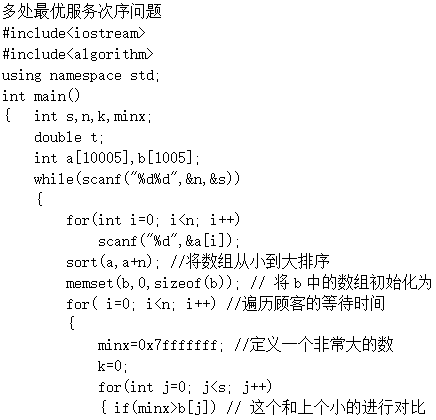 多处最优服务次序问题
#include<iostream>
#include<algorithm>
using namespace std;
int main()
{   int s,n,k,minx;
    double t;
    int a[10005],b[1005];
    while(scanf("%d%d",&n,&s))
    {
        for(int i=0; i<n; i++)
            scanf("%d",&a[i]);
        sort(a,a+n); //将数组从小到大排序
        memset(b,0,sizeof(b)); // 将 b 中的数组初始化为
        for( i=0; i<n; i++) //遍历顾客的等待时间
        {
            minx=0x7fffffff; //定义一个非常大的数
            k=0;
            for(int j=0; j<s; j++)
            { if(minx>b[j]) // 这个和上个小的进行对比